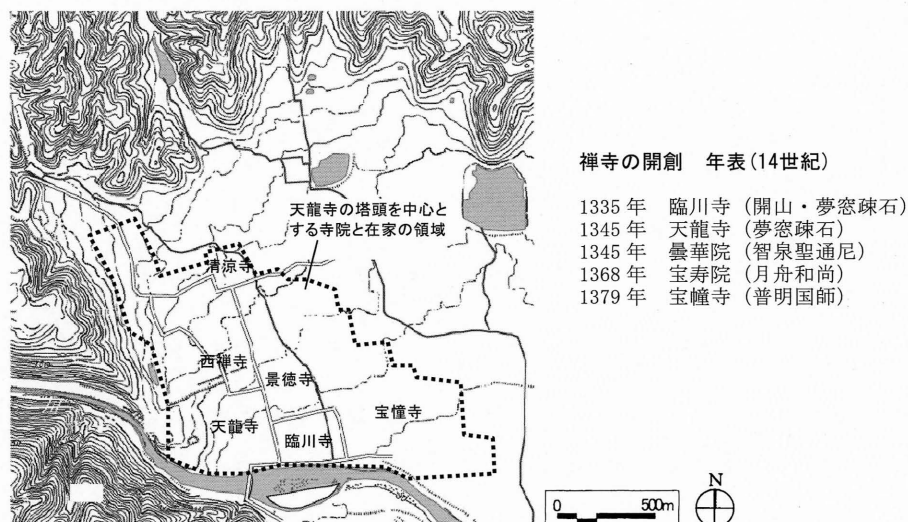 天龍寺の塔頭を中心と
する寺院と在家の領域
清涼寺
西禅寺
景徳寺
天龍寺
臨川寺
宝憧寺
禅寺の開創 年表(14世紀)
1335年 臨川寺(開山・夢窓疎石)
1345年 天龍寺(夢窓疎石)
1345年 曇華院(智泉聖通尼)
1368年 宝寿院(月舟和尚)
1379年 宝幢寺(普明国師)
0 500m
N